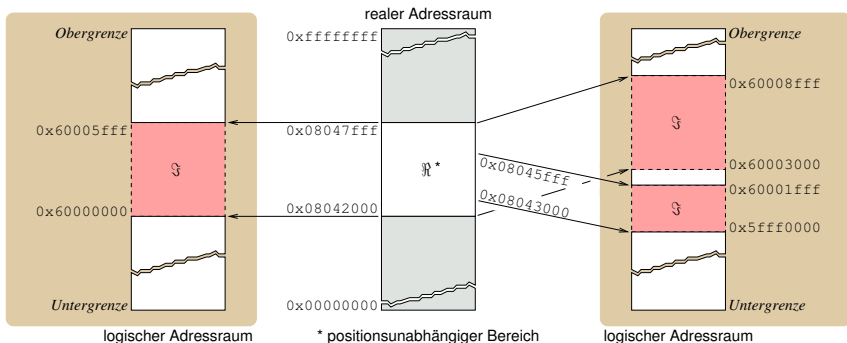 realer Adressraum
Obergrenze
0x60005fff
ℑ
0x60000000
Untergrenze
logischer Adressraum
0xffffffff
0x08047fff
ℜ *
0x08042000
0x00000000
* positionsunabhängiger Bereich
0x08045fff
0x08043000
Obergrenze
0x60008fff
ℑ
0x60003000
0x60001fff
ℑ
0x5fff0000
Untergrenze
logischer Adressraum